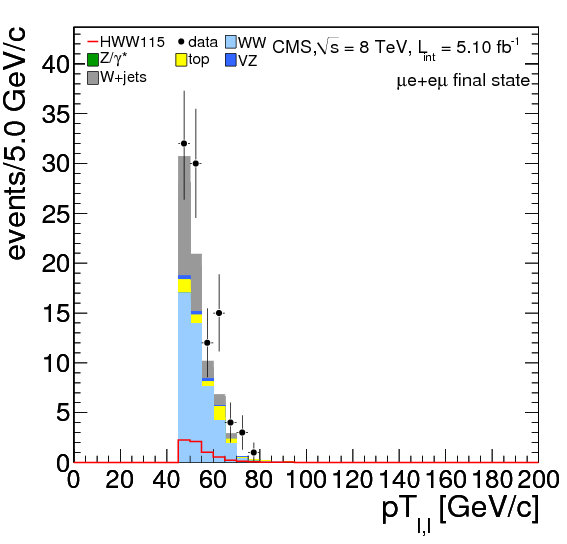 HWW115 data WW CMS,√s = 8 TeV, L_int = 5.10 fb⁻¹
Z/γ* top VZ
W+jets μe+eμ final state
events/5.0 GeV/c
40
35
30
25
20
15
10
5
0
0 20 40 60 80 100 120 140 160 180 200
pT_l,l [GeV/c]